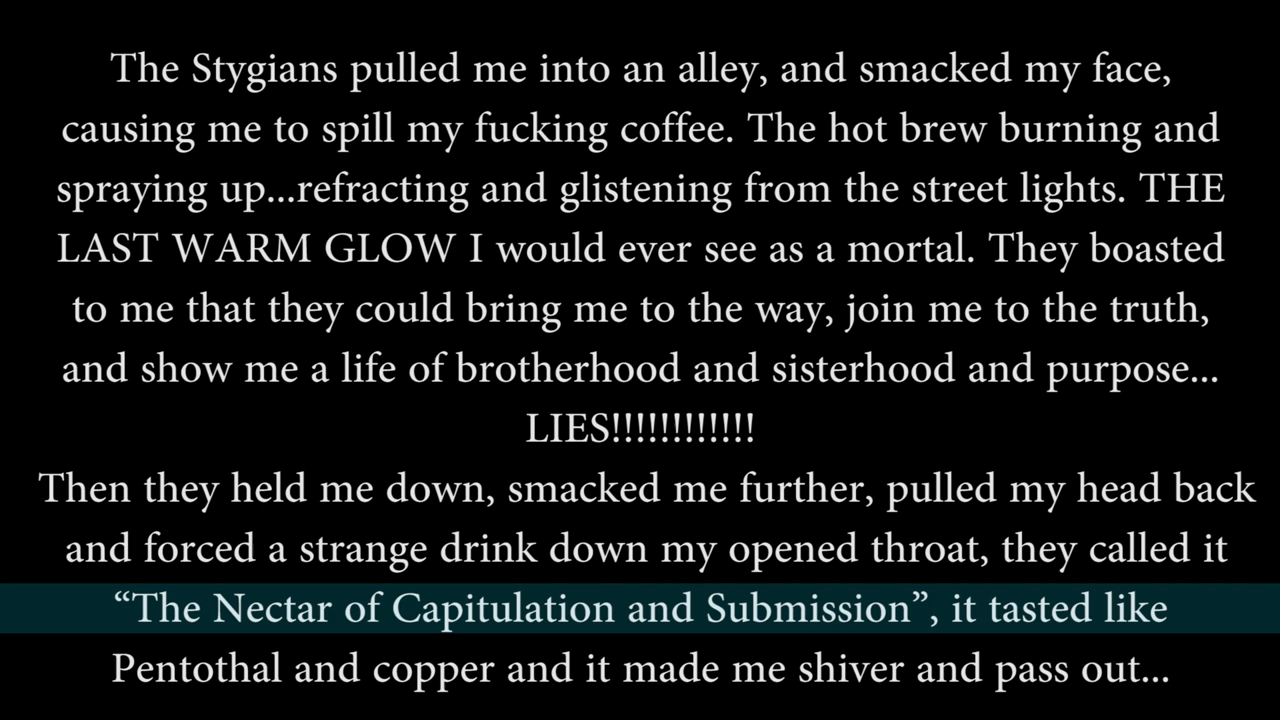 The Stygians pulled me into an alley, and smacked my face,
causing me to spill my fucking coffee. The hot brew burning and
spraying up...refracting and glistening from the street lights. THE
LAST WARM GLOW I would ever see as a mortal. They boasted
to me that they could bring me to the way, join me to the truth,
and show me a life of brotherhood and sisterhood and purpose...
LIES!!!!!!!!!!!!
Then they held me down, smacked me further, pulled my head back
and forced a strange drink down my opened throat, they called it
“The Nectar of Capitulation and Submission”, it tasted like
Pentothal and copper and it made me shiver and pass out...